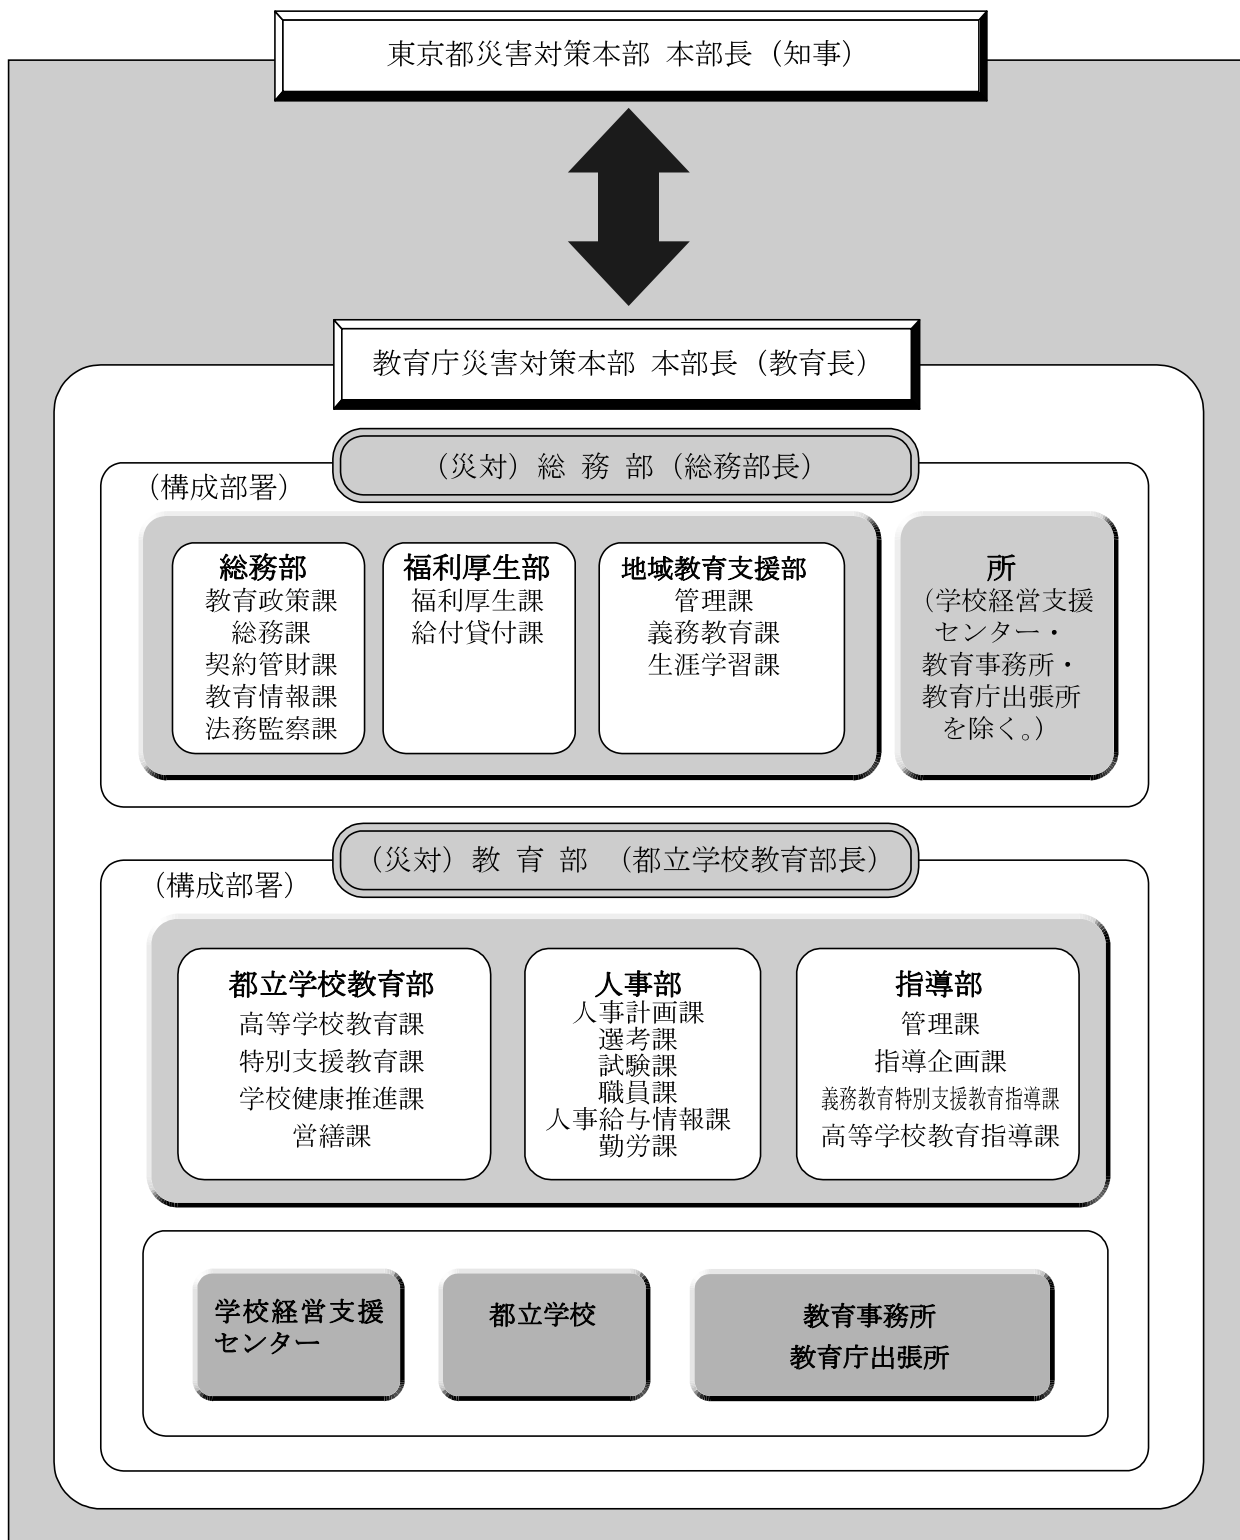 東京都災害対策本部 本部長（知事）
教育庁災害対策本部 本部長（教育長）
（災対）総 務 部（総務部長）
（構成部署）
総務部
教育政策課
総務課
契約管財課
教育情報課
法務監察課
福利厚生部
福利厚生課
給付貸付課
地域教育支援部
管理課
義務教育課
生涯学習課
所
（学校経営支援
センター・
教育事務所・
教育庁出張所
を除く。）
（災対）教 育 部 （都立学校教育部長）
（構成部署）
都立学校教育部
高等学校教育課
特別支援教育課
学校健康推進課
営繕課
人事部
人事計画課
選考課
試験課
職員課
人事給与情報課
勤労課
指導部
管理課
指導企画課
義務教育特別支援教育指導課
高等学校教育指導課
学校経営支援
センター
都立学校
教育事務所
教育庁出張所